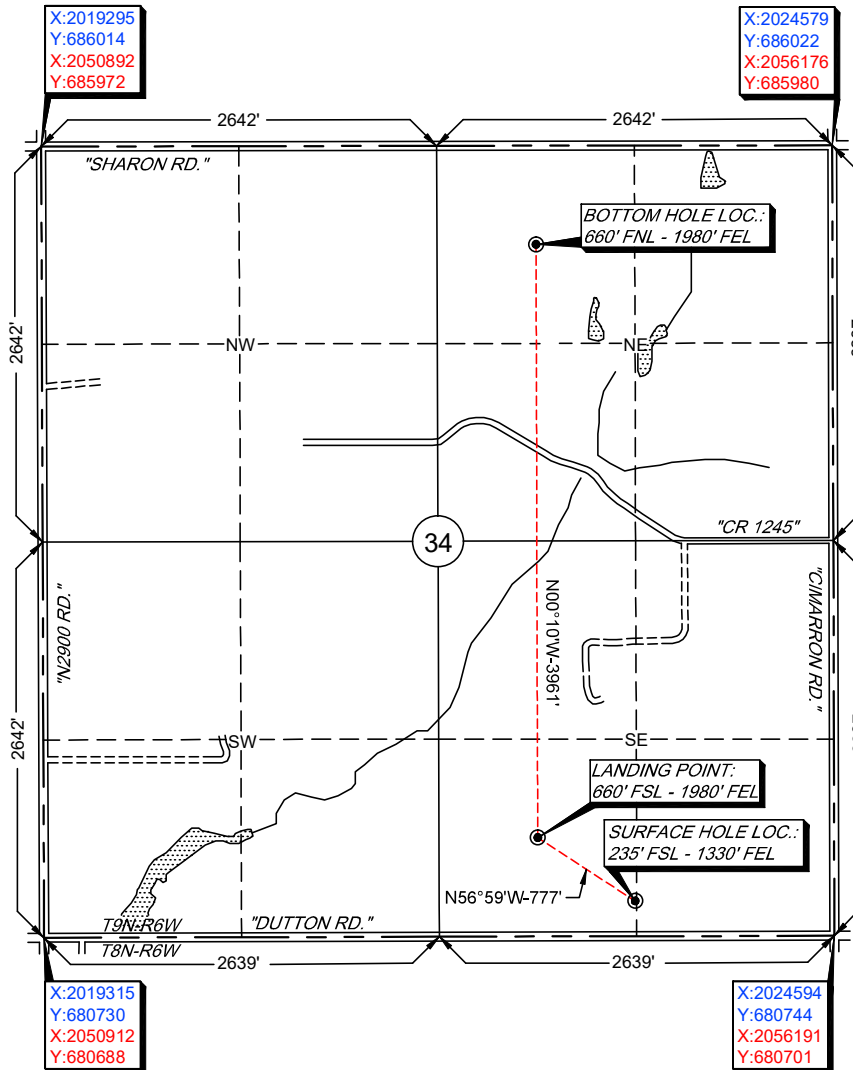 X:2019295
Y:686014
X:2050892
Y:685972
X:2024579
Y:686022
X:2056176
Y:685980
2642'
2642'
"SHARON RD."
BOTTOM HOLE LOC.:
660' FNL - 1980' FEL
2642'
NW
NE
"CR 1245"
34
"N2900 RD."
N00°10'W-3961'
"CIMARRON RD."
2642'
SW
SE
LANDING POINT:
660' FSL - 1980' FEL
SURFACE HOLE LOC.:
235' FSL - 1330' FEL
N56°59'W-777'
T9N-R6W
"DUTTON RD."
T8N-R6W
2639'
2639'
X:2019315
Y:680730
X:2050912
Y:680688
X:2024594
Y:680744
X:2056191
Y:680701